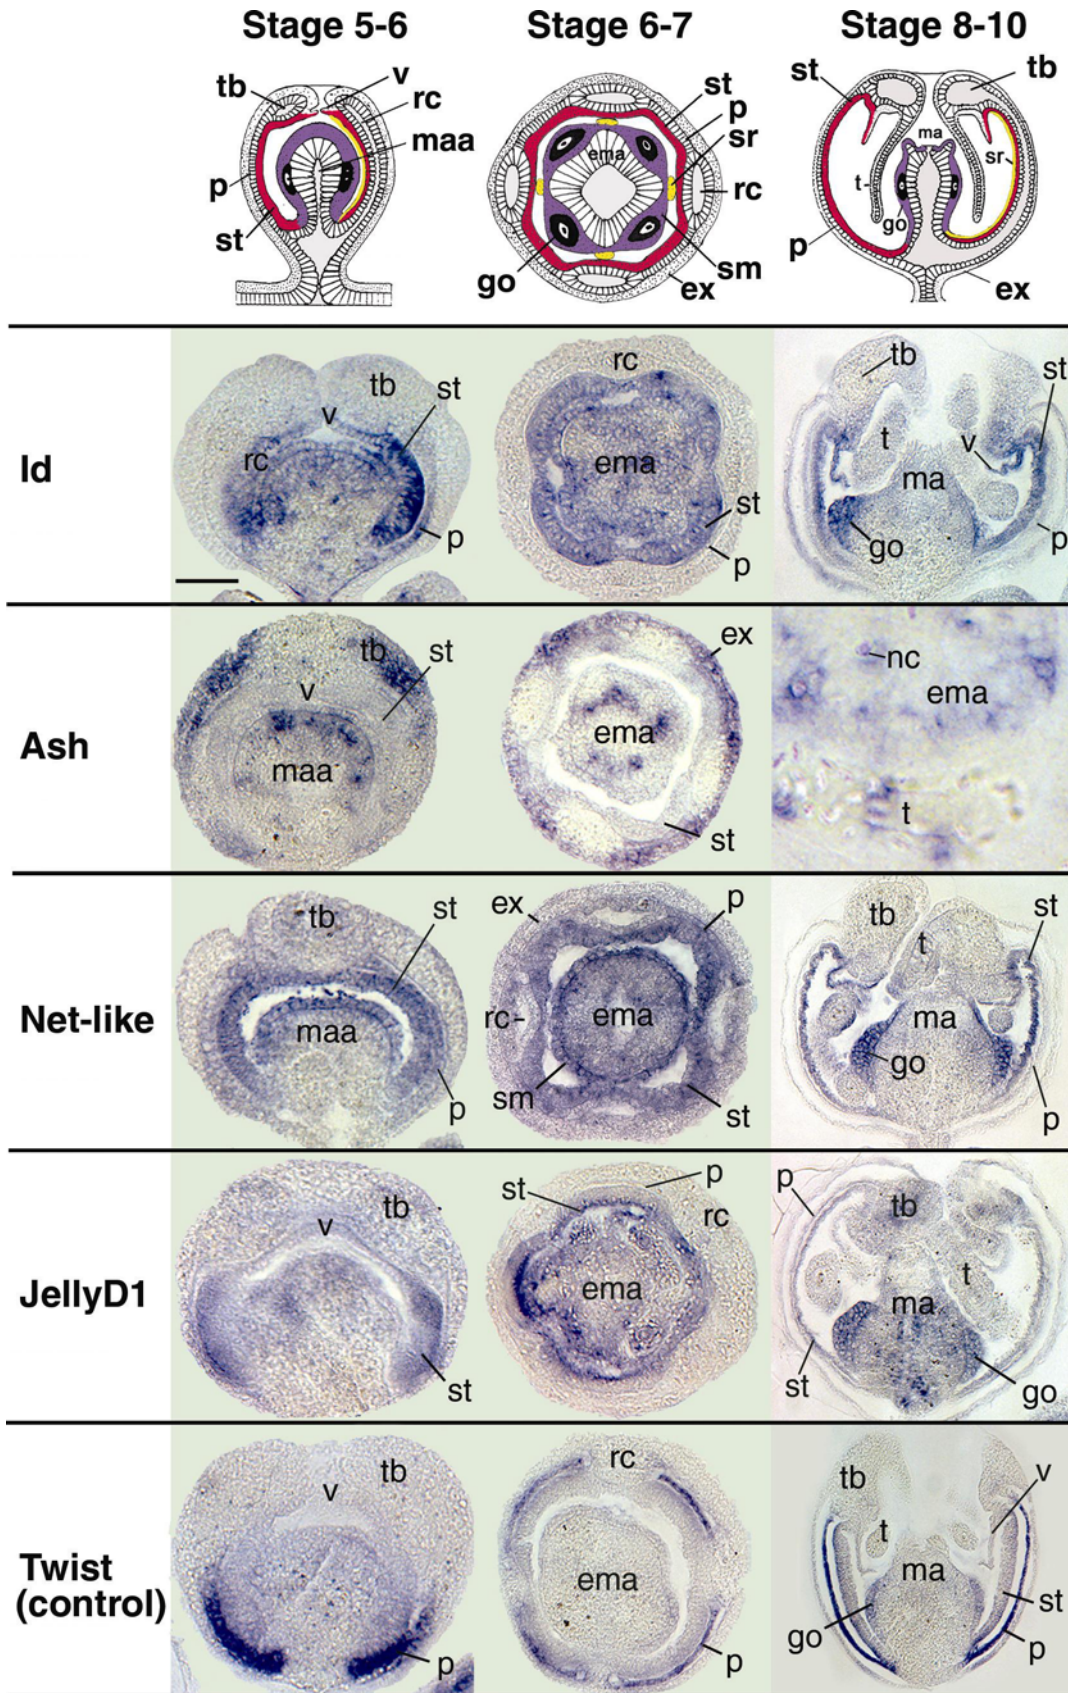 Stage 5-6 Stage 6-7 Stage 8-10
tb v rc maa p st
st p sr rc sm ex go ema
st tb ma sr t go p ex
Id
tb st v rc p
rc ema st p
tb st t v ma go p
Ash
tb st v maa
ex ema st
nc ema t
Net-like
tb st maa p
ex p rc ema sm st
tb st t ma go p
JellyD1
tb v st
st p rc ema
p tb t ma st go
Twist
(control)
tb v p
rc ema p
tb v t ma st go p